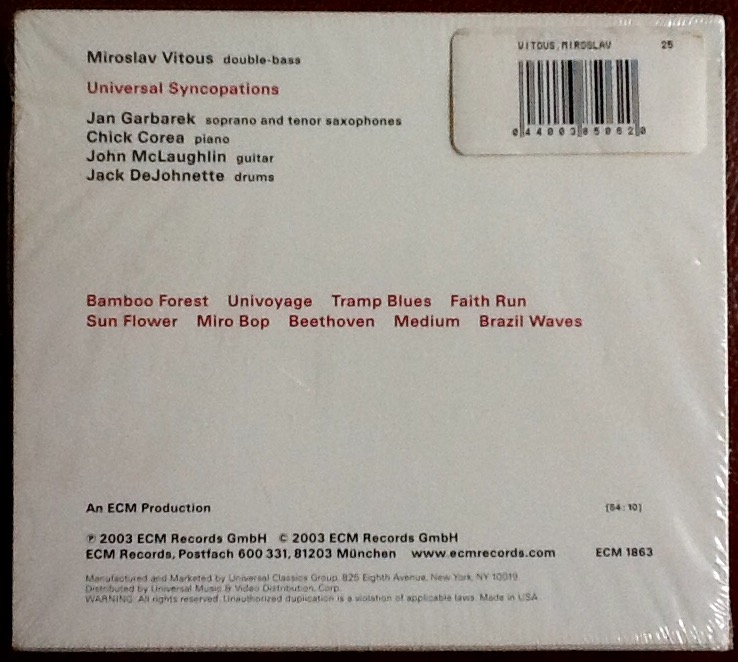 VITOUS,MIROSLAV 25
0 44003 85062 0
Miroslav Vitous double-bass
Universal Syncopations
Jan Garbarek soprano and tenor saxophones
Chick Corea piano
John McLaughlin guitar
Jack DeJohnette drums
Bamboo Forest Univoyage Tramp Blues Faith Run
Sun Flower Miro Bop Beethoven Medium Brazil Waves
An ECM Production [54:10]
℗ 2003 ECM Records GmbH © 2003 ECM Records GmbH
ECM Records, Postfach 600 331, 81203 München www.ecmrecords.com ECM 1863
Manufactured and Marketed by Universal Classics Group, 825 Eighth Avenue, New York, NY 10019
Distributed by Universal Music & Video Distribution, Corp.
WARNING: All rights reserved. Unauthorized duplication is a violation of applicable laws. Made in USA